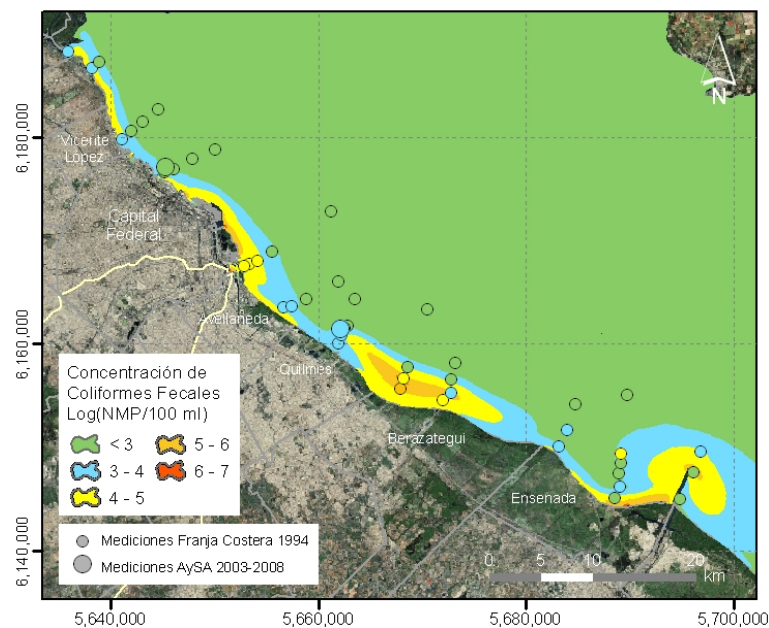 N
6,180,000
6,160,000
6,140,000
Vicente
Lopez
Capital
Federal
Avellaneda
Quilmes
Berazategui
Ensenada
Concentración de
Coliformes Fecales
Log(NMP/100 ml)
< 3
5 - 6
3 - 4
6 - 7
4 - 5
Mediciones Franja Costera 1994
Mediciones AySA 2003-2008
0 5 10 20
km
5,640,000 5,660,000 5,680,000 5,700,000